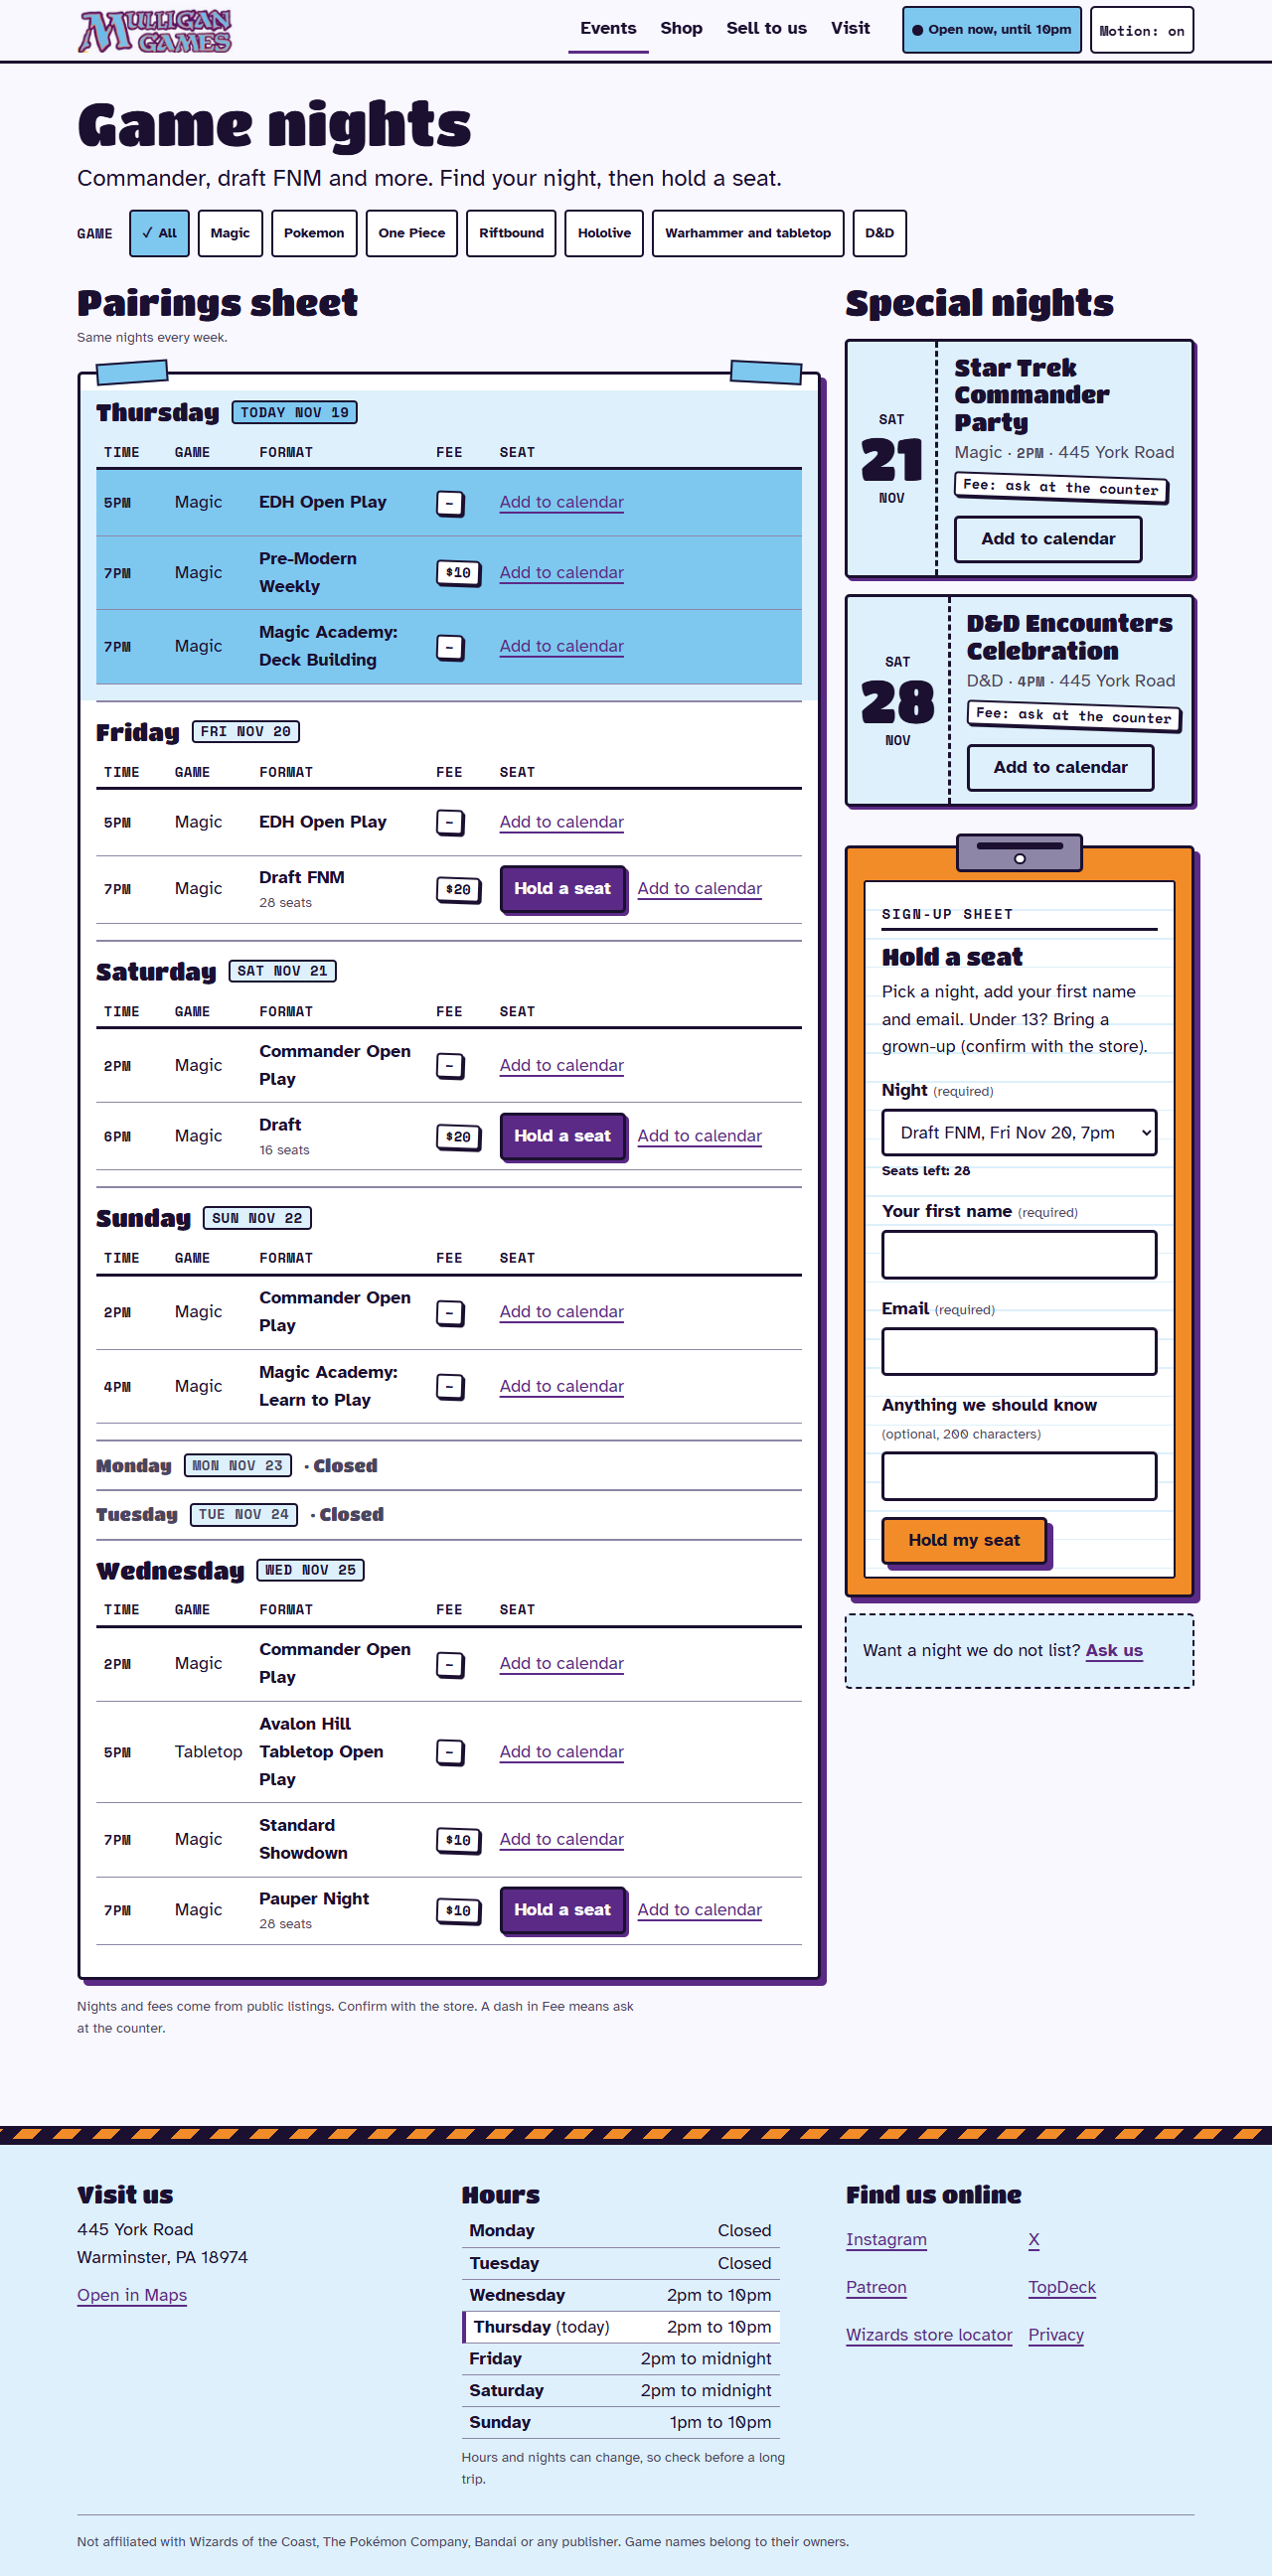 MULLIGAN GAMES
Events Shop Sell to us Visit
Open now, until 10pm
Motion: on
Game nights
Commander, draft FNM and more. Find your night, then hold a seat.
GAME
✓ All
Magic
Pokemon
One Piece
Riftbound
Hololive
Warhammer and tabletop
D&D
Pairings sheet
Same nights every week.
Thursday TODAY NOV 19
TIME GAME FORMAT FEE SEAT
5PM Magic EDH Open Play – Add to calendar
7PM Magic Pre-Modern Weekly $10 Add to calendar
7PM Magic Magic Academy: Deck Building – Add to calendar
Friday FRI NOV 20
TIME GAME FORMAT FEE SEAT
5PM Magic EDH Open Play – Add to calendar
7PM Magic Draft FNM 28 seats $20 Hold a seat Add to calendar
Saturday SAT NOV 21
TIME GAME FORMAT FEE SEAT
2PM Magic Commander Open Play – Add to calendar
6PM Magic Draft 16 seats $20 Hold a seat Add to calendar
Sunday SUN NOV 22
TIME GAME FORMAT FEE SEAT
2PM Magic Commander Open Play – Add to calendar
4PM Magic Magic Academy: Learn to Play – Add to calendar
Monday MON NOV 23 · Closed
Tuesday TUE NOV 24 · Closed
Wednesday WED NOV 25
TIME GAME FORMAT FEE SEAT
2PM Magic Commander Open Play – Add to calendar
5PM Tabletop Avalon Hill Tabletop Open Play – Add to calendar
7PM Magic Standard Showdown $10 Add to calendar
7PM Magic Pauper Night 28 seats $10 Hold a seat Add to calendar
Nights and fees come from public listings. Confirm with the store. A dash in Fee means ask
at the counter.
Special nights
SAT
21
NOV
Star Trek
Commander
Party
Magic · 2PM · 445 York Road
Fee: ask at the counter
Add to calendar
SAT
28
NOV
D&D Encounters
Celebration
D&D · 4PM · 445 York Road
Fee: ask at the counter
Add to calendar
SIGN-UP SHEET
Hold a seat
Pick a night, add your first name
and email. Under 13? Bring a
grown-up (confirm with the store).
Night (required)
Draft FNM, Fri Nov 20, 7pm
Seats left: 28
Your first name (required)
Email (required)
Anything we should know
(optional, 200 characters)
Hold my seat
Want a night we do not list? Ask us
Visit us
445 York Road
Warminster, PA 18974
Open in Maps
Hours
Monday Closed
Tuesday Closed
Wednesday 2pm to 10pm
Thursday (today) 2pm to 10pm
Friday 2pm to midnight
Saturday 2pm to midnight
Sunday 1pm to 10pm
Hours and nights can change, so check before a long
trip.
Find us online
Instagram X
Patreon TopDeck
Wizards store locator Privacy
Not affiliated with Wizards of the Coast, The Pokémon Company, Bandai or any publisher. Game names belong to their owners.